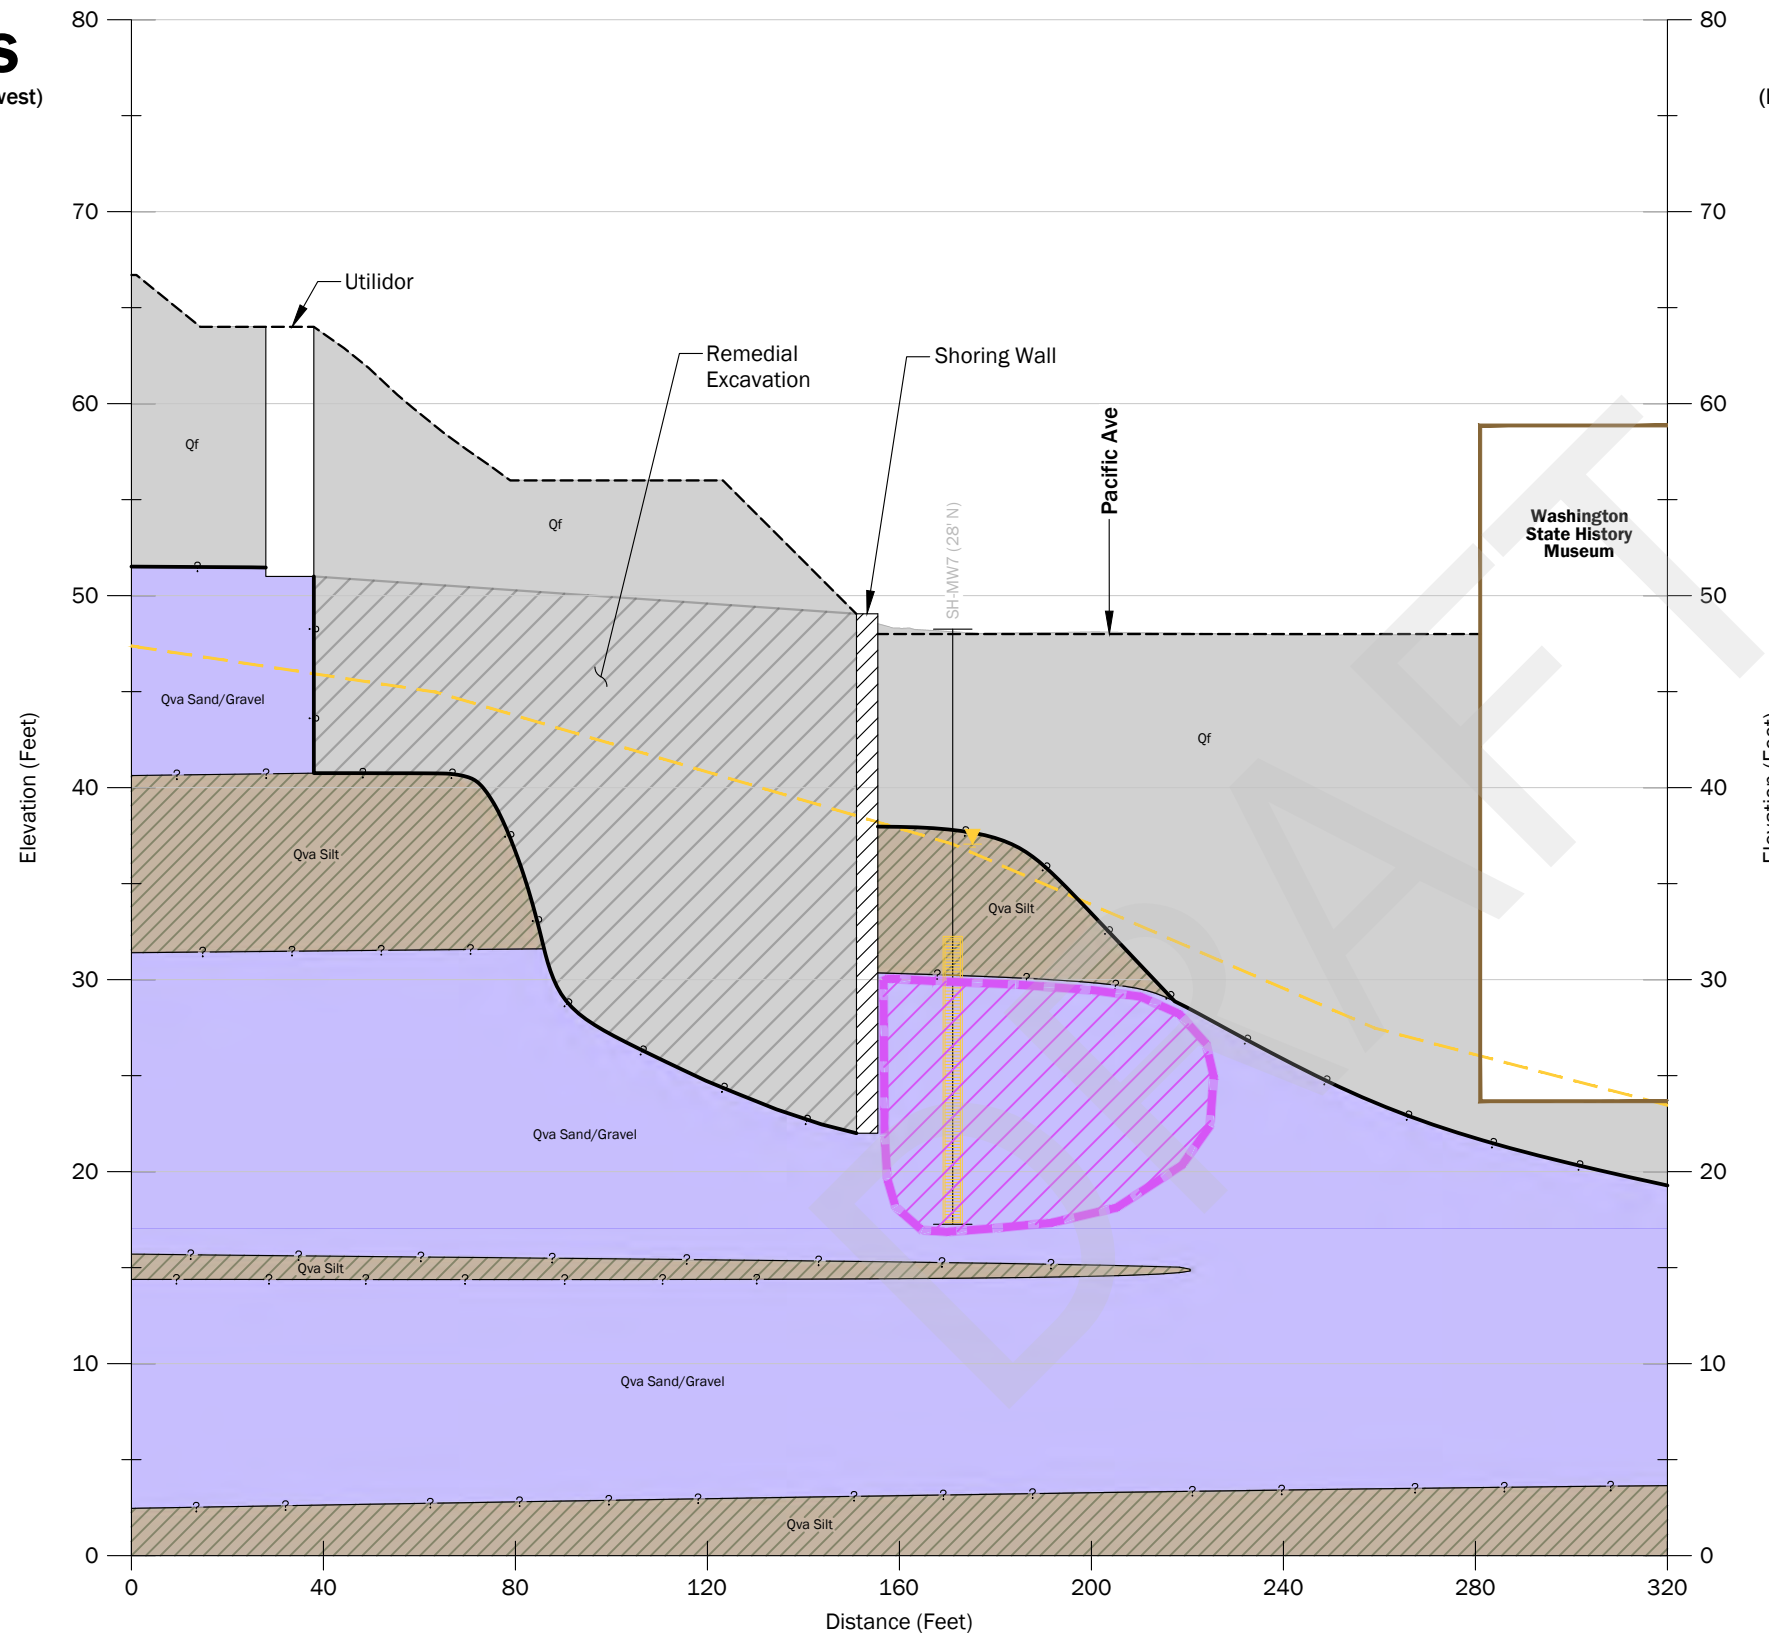 s
west)
80
70
60
50
40
30
20
10
0
Elevation (Feet)
Utilidor
Remedial
Excavation
Shoring Wall
Pacific Ave
SH-MW7 (28' N)
Washington
State History
Museum
Qf
Qf
Qf
Qva Sand/Gravel
Qva Silt
Qva Silt
Qva Sand/Gravel
Qva Silt
Qva Sand/Gravel
Qva Silt
DRAFT
80
70
60
50
40
30
20
10
0
Elevation (Feet)
0 40 80 120 160 200 240 280 320
Distance (Feet)